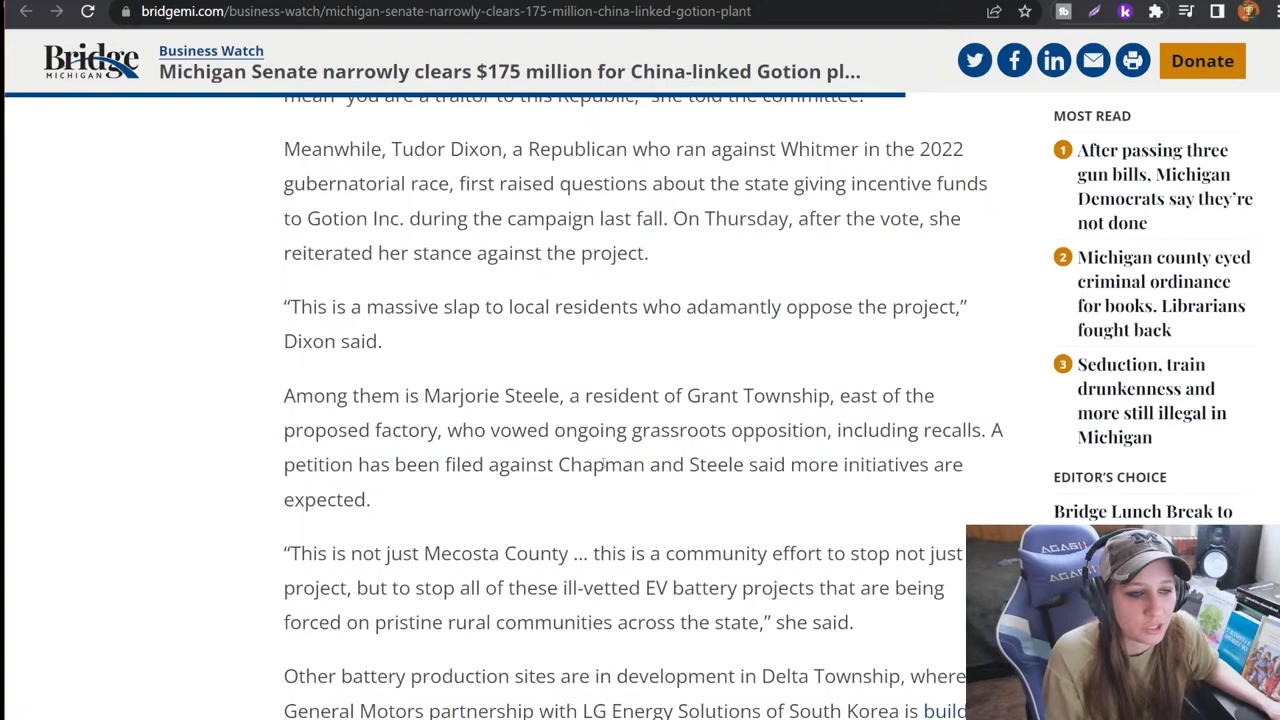 bridgemi.com/business-watch/michigan-senate-narrowly-clears-175-million-china-linked-gotion-plant
Bridge
MICHIGAN
Business Watch
Michigan Senate narrowly clears $175 million for China-linked Gotion pl...
Donate
mean "you are a traitor to this Republic," she told the committee.
Meanwhile, Tudor Dixon, a Republican who ran against Whitmer in the 2022
gubernatorial race, first raised questions about the state giving incentive funds
to Gotion Inc. during the campaign last fall. On Thursday, after the vote, she
reiterated her stance against the project.
“This is a massive slap to local residents who adamantly oppose the project,”
Dixon said.
Among them is Marjorie Steele, a resident of Grant Township, east of the
proposed factory, who vowed ongoing grassroots opposition, including recalls. A
petition has been filed against Chapman and Steele said more initiatives are
expected.
“This is not just Mecosta County ... this is a community effort to stop not just
project, but to stop all of these ill-vetted EV battery projects that are being
forced on pristine rural communities across the state,” she said.
Other battery production sites are in development in Delta Township, where
General Motors partnership with LG Energy Solutions of South Korea is build
MOST READ
1 After passing three
gun bills, Michigan
Democrats say they’re
not done
2 Michigan county eyed
criminal ordinance
for books. Librarians
fought back
3 Seduction, train
drunkenness and
more still illegal in
Michigan
EDITOR’S CHOICE
Bridge Lunch Break to